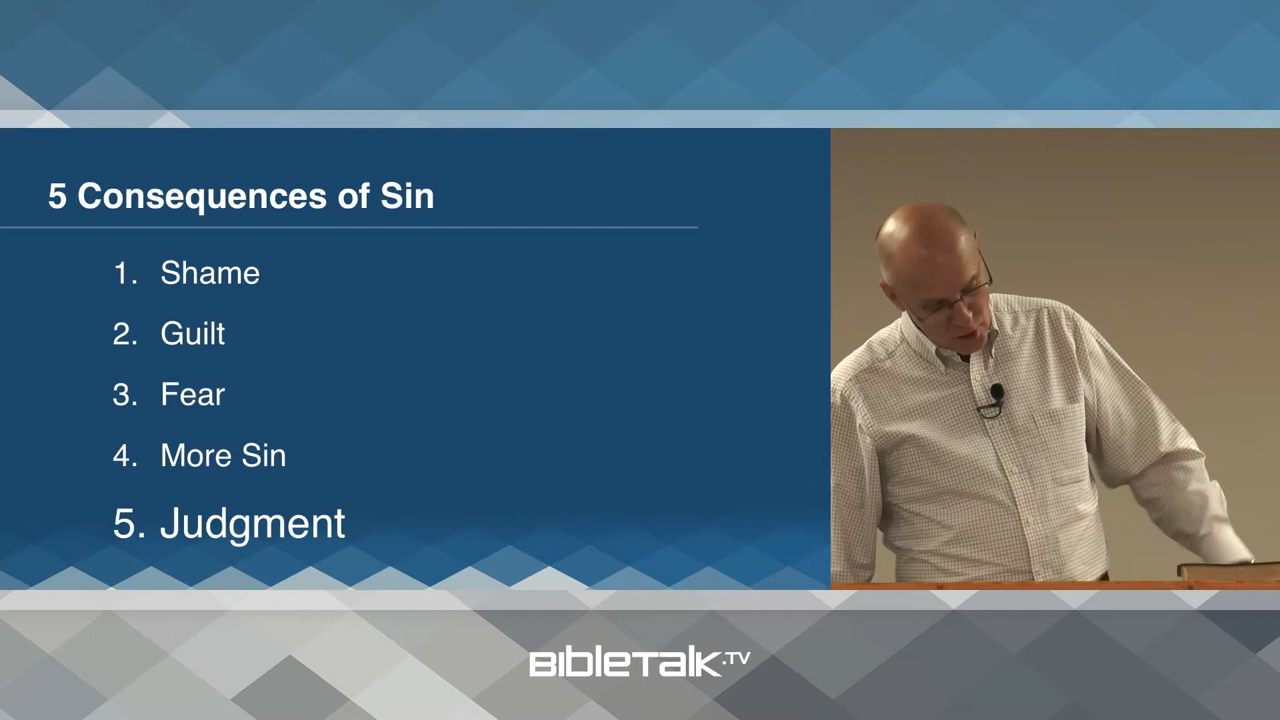 5 Consequences of Sin
1. Shame
2. Guilt
3. Fear
4. More Sin
5. Judgment
BIBLETALK.TV